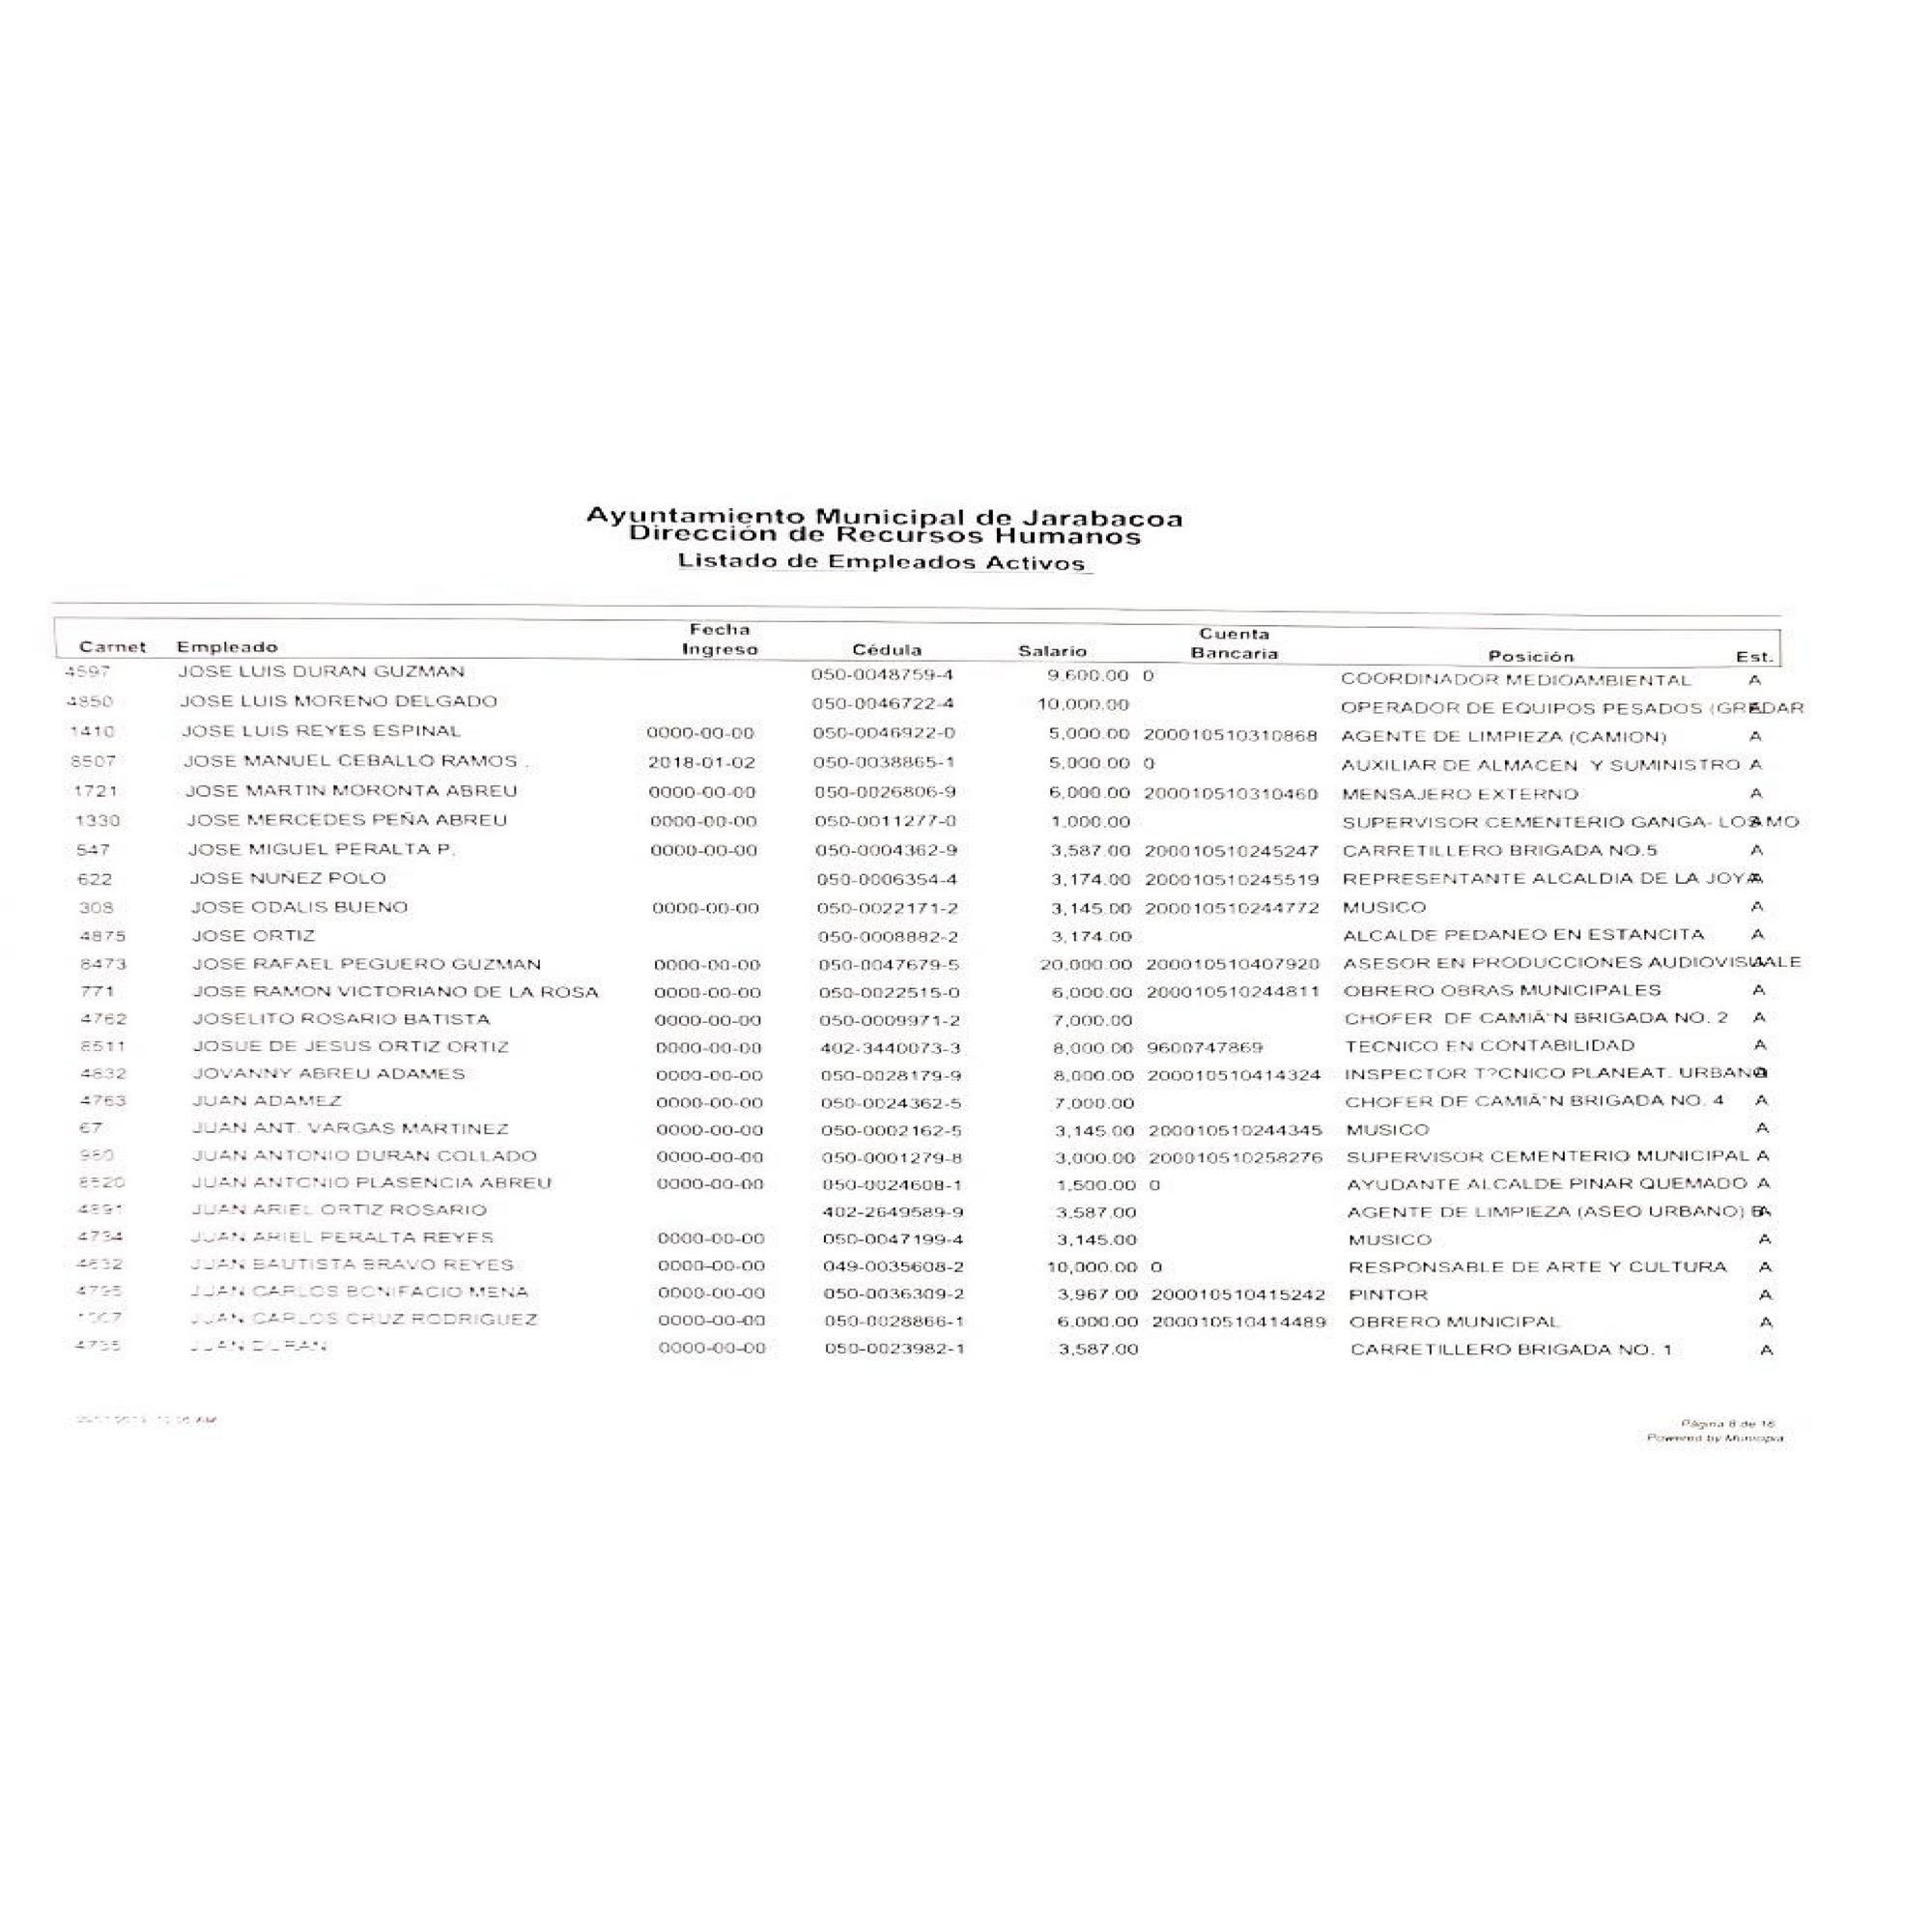 Ayuntamiento Municipal de Jarabacoa
Dirección de Recursos Humanos
Listado de Empleados Activos
Carnet Empleado Fecha Ingreso Cédula Salario Cuenta Bancaria Posición Est.
4597 JOSE LUIS DURAN GUZMAN 050-0048759-4 9,600.00 0 COORDINADOR MEDIOAMBIENTAL A
4850 JOSE LUIS MORENO DELGADO 050-0046722-4 10,000.00 OPERADOR DE EQUIPOS PESADOS (GREDAR A
1410 JOSE LUIS REYES ESPINAL 0000-00-00 050-0046922-0 5,000.00 200010510310868 AGENTE DE LIMPIEZA (CAMION) A
8507 JOSE MANUEL CEBALLO RAMOS . 2018-01-02 050-0038865-1 5,000.00 0 AUXILIAR DE ALMACEN Y SUMINISTRO A
1721 JOSE MARTIN MORONTA ABREU 0000-00-00 050-0026806-9 6,000.00 200010510310460 MENSAJERO EXTERNO A
1330 JOSE MERCEDES PEÑA ABREU 0000-00-00 050-0011277-0 1,000.00 SUPERVISOR CEMENTERIO GANGA- A
547 JOSE MIGUEL PERALTA P. 0000-00-00 050-0004362-9 3,587.00 200010510245247 CARRETILLERO BRIGADA NO.5 A
622 JOSE NUÑEZ POLO 050-0006354-4 3,174.00 200010510245519 REPRESENTANTE ALCALDIA DE LA JOYA A
308 JOSE ODALIS BUENO 0000-00-00 050-0022171-2 3,145.00 200010510244772 MUSICO A
4875 JOSE ORTIZ 050-0008882-2 3,174.00 ALCALDE PEDANEO EN ESTANCITA A
8473 JOSE RAFAEL PEGUERO GUZMAN 0000-00-00 050-0047679-5 20,000.00 200010510407920 ASESOR EN PRODUCCIONES AUDIOVISUALE A
771 JOSE RAMON VICTORIANO DE LA ROSA 0000-00-00 050-0022515-0 6,000.00 200010510244811 OBRERO OBRAS MUNICIPALES A
4762 JOSELITO ROSARIO BATISTA 0000-00-00 050-0009971-2 7,000.00 CHOFER DE CAMIÃ"N BRIGADA NO. 2 A
8511 JOSUE DE JESUS ORTIZ ORTIZ 0000-00-00 402-3440073-3 8,000.00 9600747869 TECNICO EN CONTABILIDAD A
4832 JOVANNY ABREU ADAMES 0000-00-00 050-0028179-9 8,000.00 200010510414324 INSPECTOR T?CNICO PLANEAT. URBANO
4763 JUAN ADAMEZ 0000-00-00 050-0024362-5 7,000.00 CHOFER DE CAMIÃ"N BRIGADA NO. 4 A
67 JUAN ANT. VARGAS MARTINEZ 0000-00-00 050-0002162-5 3,145.00 200010510244345 MUSICO A
980 JUAN ANTONIO DURAN COLLADO 0000-00-00 050-0001279-8 3,000.00 200010510258276 SUPERVISOR CEMENTERIO MUNICIPAL A
8520 JUAN ANTONIO PLASENCIA ABREU 0000-00-00 050-0024608-1 1,500.00 0 AYUDANTE ALCALDE PINAR QUEMADO A
4891 JUAN ARIEL ORTIZ ROSARIO 402-2649589-9 3,587.00 AGENTE DE LIMPIEZA (ASEO URBANO) A
4734 JUAN ARIEL PERALTA REYES 0000-00-00 050-0047199-4 3,145.00 MUSICO A
JUAN BAUTISTA BRAVO REYES 0000-00-00 049-0035608-2 10,000.00 0 RESPONSABLE DE ARTE Y CULTURA A
4795 JUAN CARLOS BONIFACIO MENA 0000-00-00 050-0036309-2 3,967.00 200010510415242 PINTOR A
JUAN CARLOS CRUZ RODRIGUEZ 0000-00-00 050-0028866-1 6,000.00 200010510414489 OBRERO MUNICIPAL A
JUAN DURAN 0000-00-00 050-0023982-1 3,587.00 CARRETILLERO BRIGADA NO. 1 A
AM
Página 8 de 16
Powered by Municipia